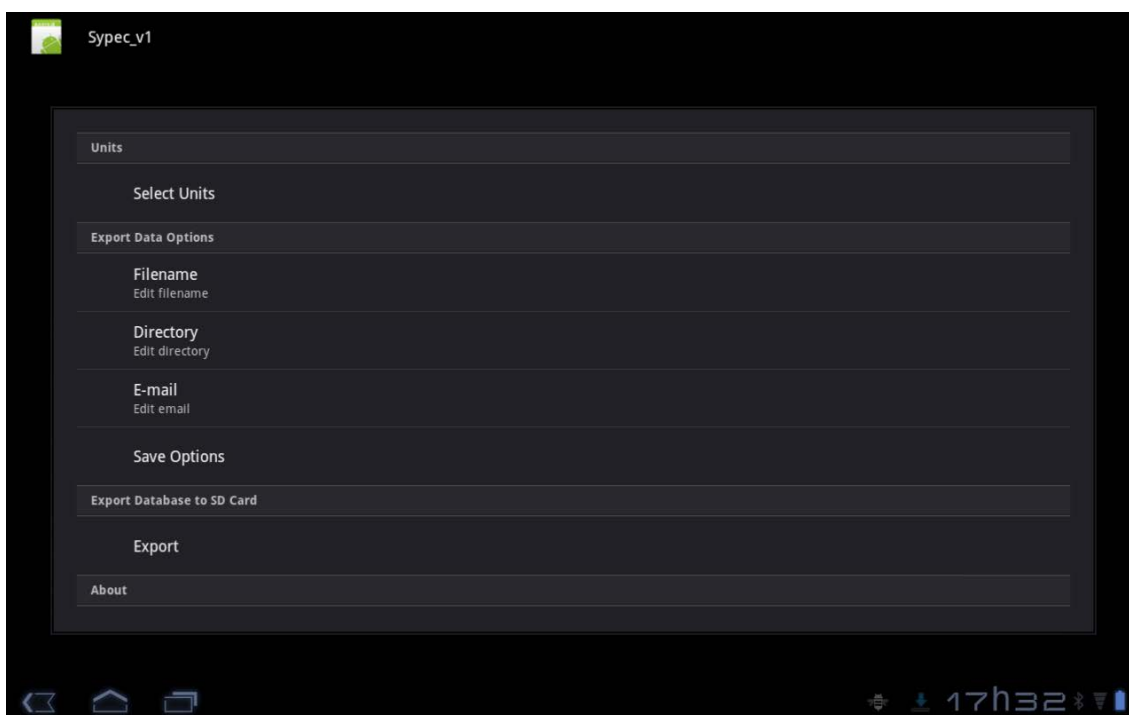 Sypec_v1
Units
Select Units
Export Data Options
Filename
Edit filename
Directory
Edit directory
E-mail
Edit email
Save Options
Export Database to SD Card
Export
About
17h32